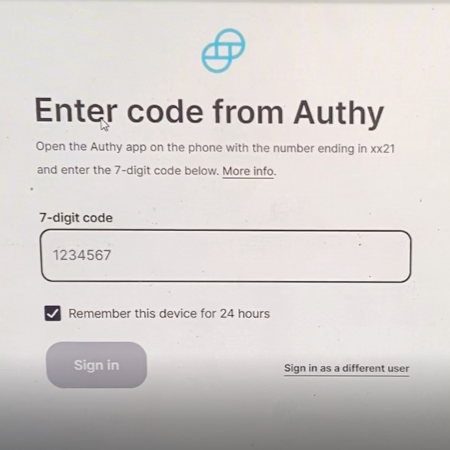 Enter code from Authy
Open the Authy app on the phone with the number ending in xx21
and enter the 7-digit code below. More info.
7-digit code
1234567
Remember this device for 24 hours
Sign in
Sign in as a different user